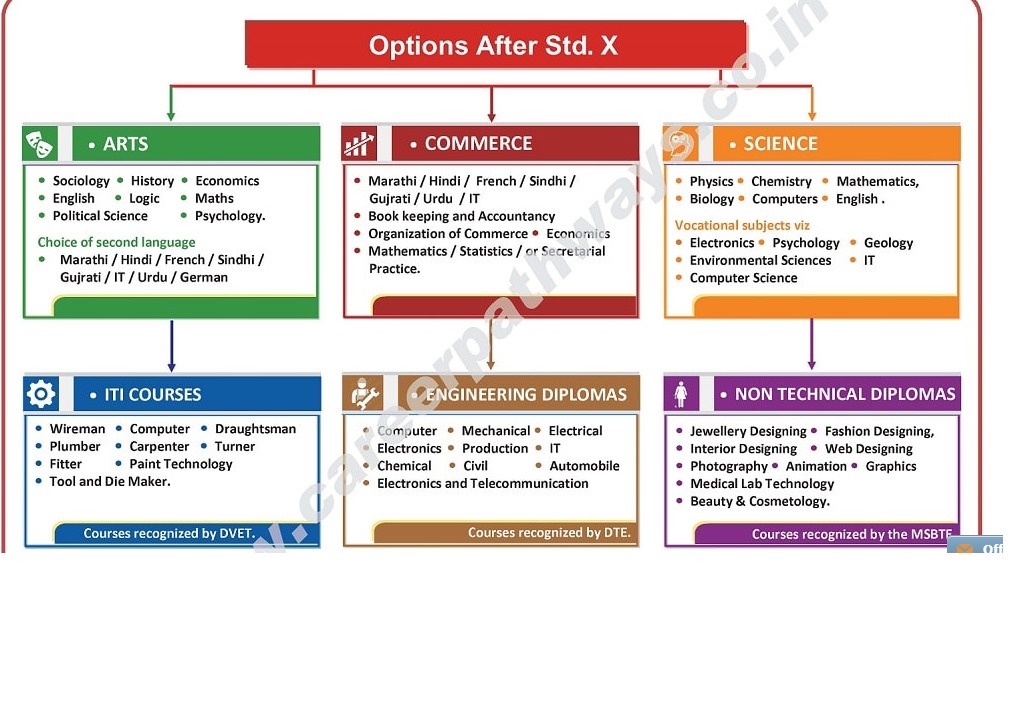 Options After Std. X
• ARTS
• Sociology • History • Economics
• English • Logic • Maths
• Political Science • Psychology.
Choice of second language
• Marathi / Hindi / French / Sindhi /
Gujrati / IT / Urdu / German
• COMMERCE
• Marathi / Hindi / French / Sindhi /
Gujrati / Urdu / IT
• Book keeping and Accountancy
• Organization of Commerce • Economics
• Mathematics / Statistics / or Secretarial
Practice.
• SCIENCE
• Physics • Chemistry • Mathematics,
• Biology • Computers • English .
Vocational subjects viz
• Electronics • Psychology • Geology
• Environmental Sciences • IT
• Computer Science
• ITI COURSES
• Wireman • Computer • Draughtsman
• Plumber • Carpenter • Turner
• Fitter • Paint Technology
• Tool and Die Maker.
Courses recognized by DVET.
• ENGINEERING DIPLOMAS
• Computer • Mechanical • Electrical
• Electronics • Production • IT
• Chemical • Civil • Automobile
• Electronics and Telecommunication
Courses recognized by DTE.
• NON TECHNICAL DIPLOMAS
• Jewellery Designing • Fashion Designing,
• Interior Designing • Web Designing
• Photography • Animation • Graphics
• Medical Lab Technology
• Beauty & Cosmetology.
Courses recognized by the MSBTE
.careerpathways.co.in